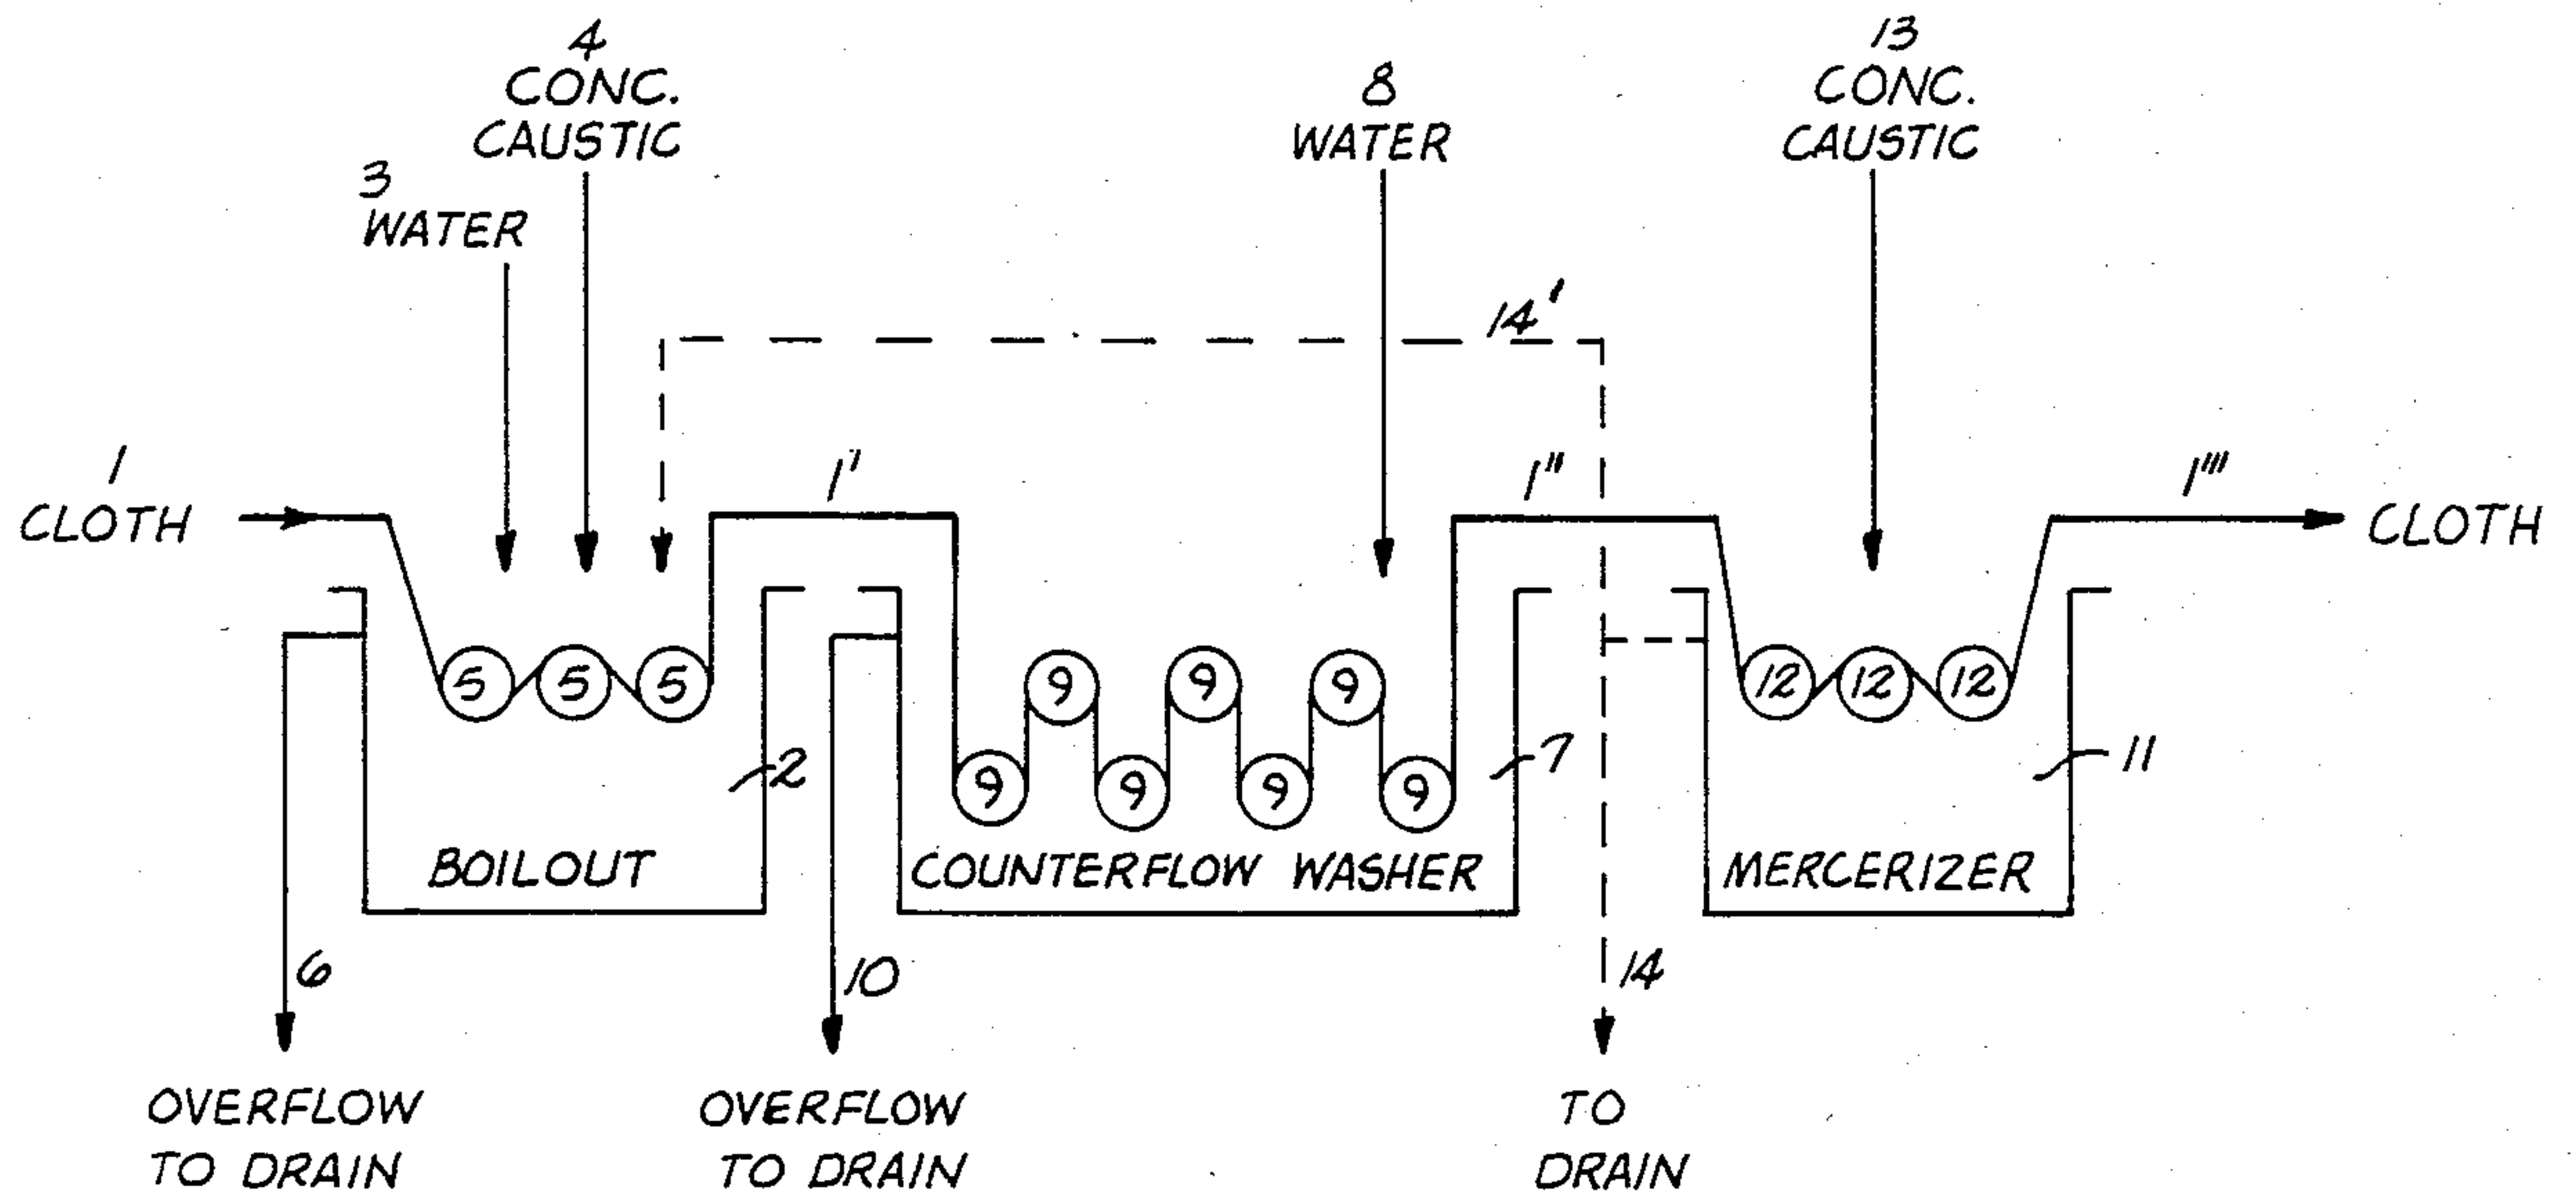 4
CONC.
CAUSTIC
3
WATER
8
WATER
13
CONC.
CAUSTIC
14'
1
CLOTH
1'
1"
1'''
CLOTH
5 5 5
9 9 9
9 9 9 9
12 12 12
2
7
11
BOILOUT
COUNTERFLOW WASHER
MERCERIZER
6
10
14
OVERFLOW
TO DRAIN
OVERFLOW
TO DRAIN
TO
DRAIN